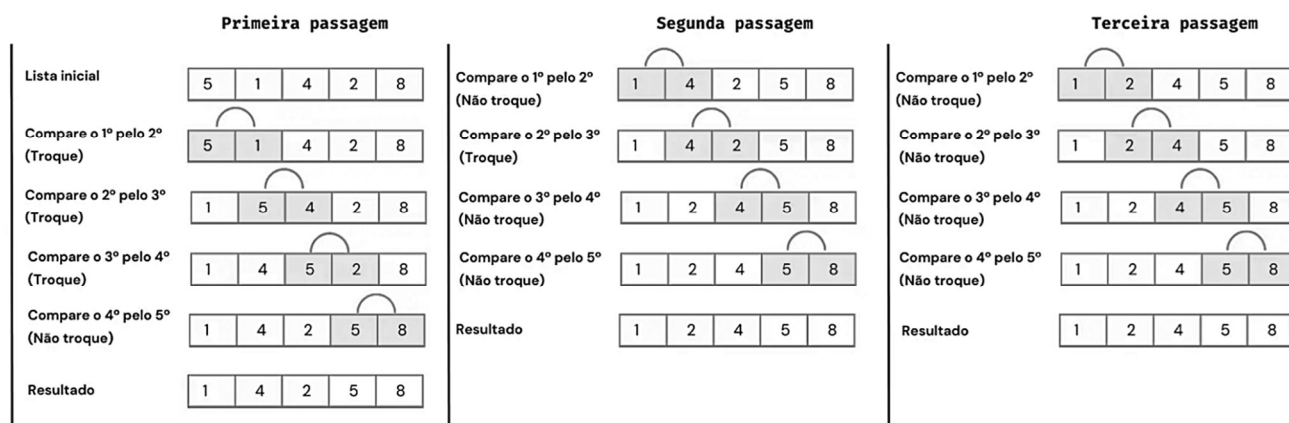 Primeira passagem
Lista inicial
5 1 4 2 8
Compare o 1º pelo 2º
(Troque)
5 1 4 2 8
Compare o 2º pelo 3º
(Troque)
1 5 4 2 8
Compare o 3º pelo 4º
(Troque)
1 4 5 2 8
Compare o 4º pelo 5º
(Não troque)
1 4 2 5 8
Resultado
1 4 2 5 8
Segunda passagem
Compare o 1º pelo 2º
(Não troque)
1 4 2 5 8
Compare o 2º pelo 3º
(Troque)
1 4 2 5 8
Compare o 3º pelo 4º
(Não troque)
1 2 4 5 8
Compare o 4º pelo 5º
(Não troque)
1 2 4 5 8
Resultado
1 2 4 5 8
Terceira passagem
Compare o 1º pelo 2º
(Não troque)
1 2 4 5 8
Compare o 2º pelo 3º
(Não troque)
1 2 4 5 8
Compare o 3º pelo 4º
(Não troque)
1 2 4 5 8
Compare o 4º pelo 5º
(Não troque)
1 2 4 5 8
Resultado
1 2 4 5 8